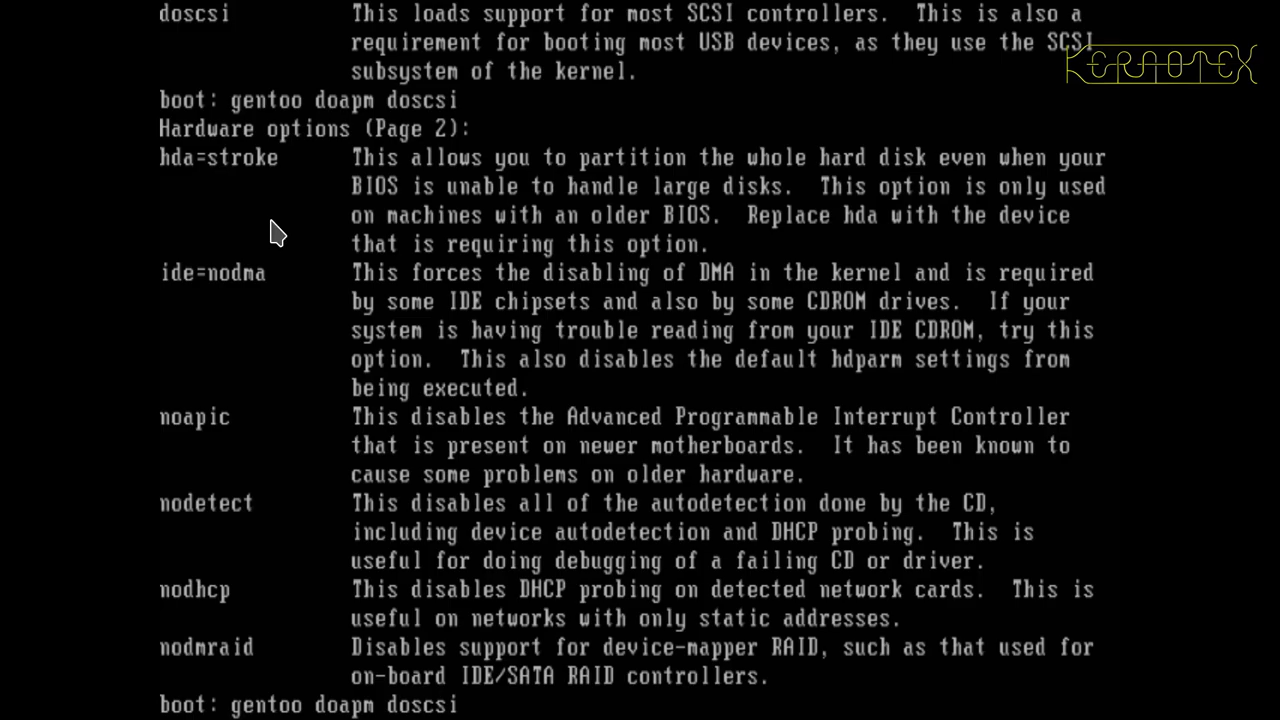 doscsi This loads support for most SCSI controllers. This is also a
requirement for booting most USB devices, as they use the SCSI
subsystem of the kernel.
KERNOTEX
boot: gentoo doapm doscsi
Hardware options (Page 2):
hda=stroke This allows you to partition the whole hard disk even when your
BIOS is unable to handle large disks. This option is only used
on machines with an older BIOS. Replace hda with the device
that is requiring this option.
ide=nodma This forces the disabling of DMA in the kernel and is required
by some IDE chipsets and also by some CDROM drives. If your
system is having trouble reading from your IDE CDROM, try this
option. This also disables the default hdparm settings from
being executed.
noapic This disables the Advanced Programmable Interrupt Controller
that is present on newer motherboards. It has been known to
cause some problems on older hardware.
nodetect This disables all of the autodetection done by the CD,
including device autodetection and DHCP probing. This is
useful for doing debugging of a failing CD or driver.
nodhcp This disables DHCP probing on detected network cards. This is
useful on networks with only static addresses.
nodmraid Disables support for device-mapper RAID, such as that used for
on-board IDE/SATA RAID controllers.
boot: gentoo doapm doscsi